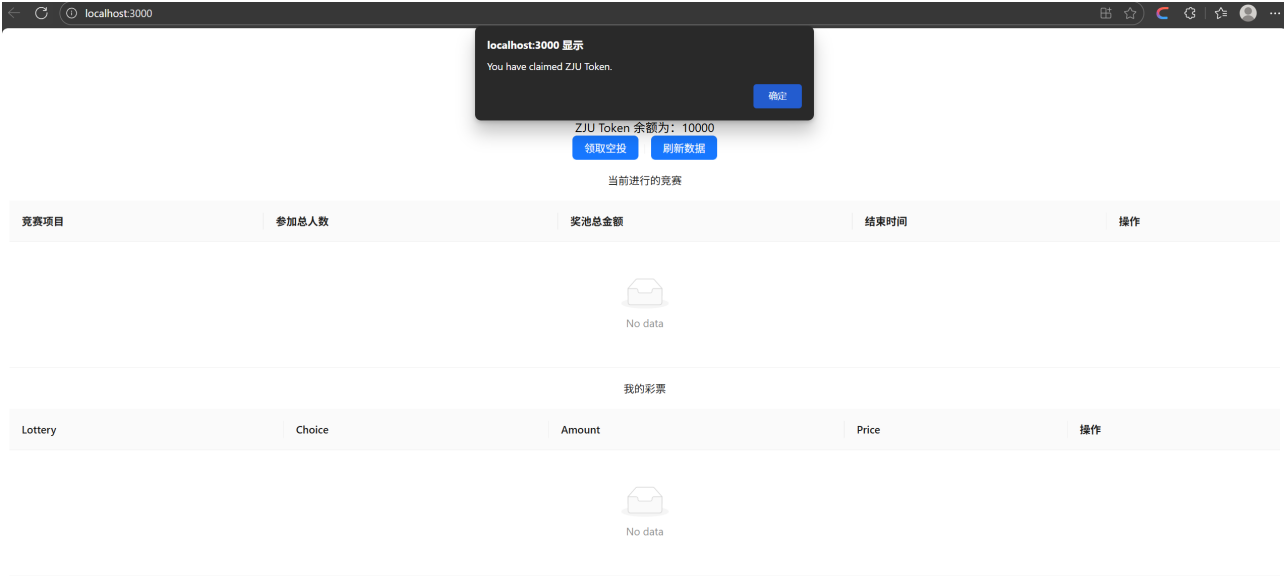 localhost:3000
localhost:3000 显示
You have claimed ZJU Token.
确定
ZJU Token 余额为：10000
领取空投 刷新数据
当前进行的竞赛
竞赛项目 参加总人数 奖池总金额 结束时间 操作
No data
我的彩票
Lottery Choice Amount Price 操作
No data